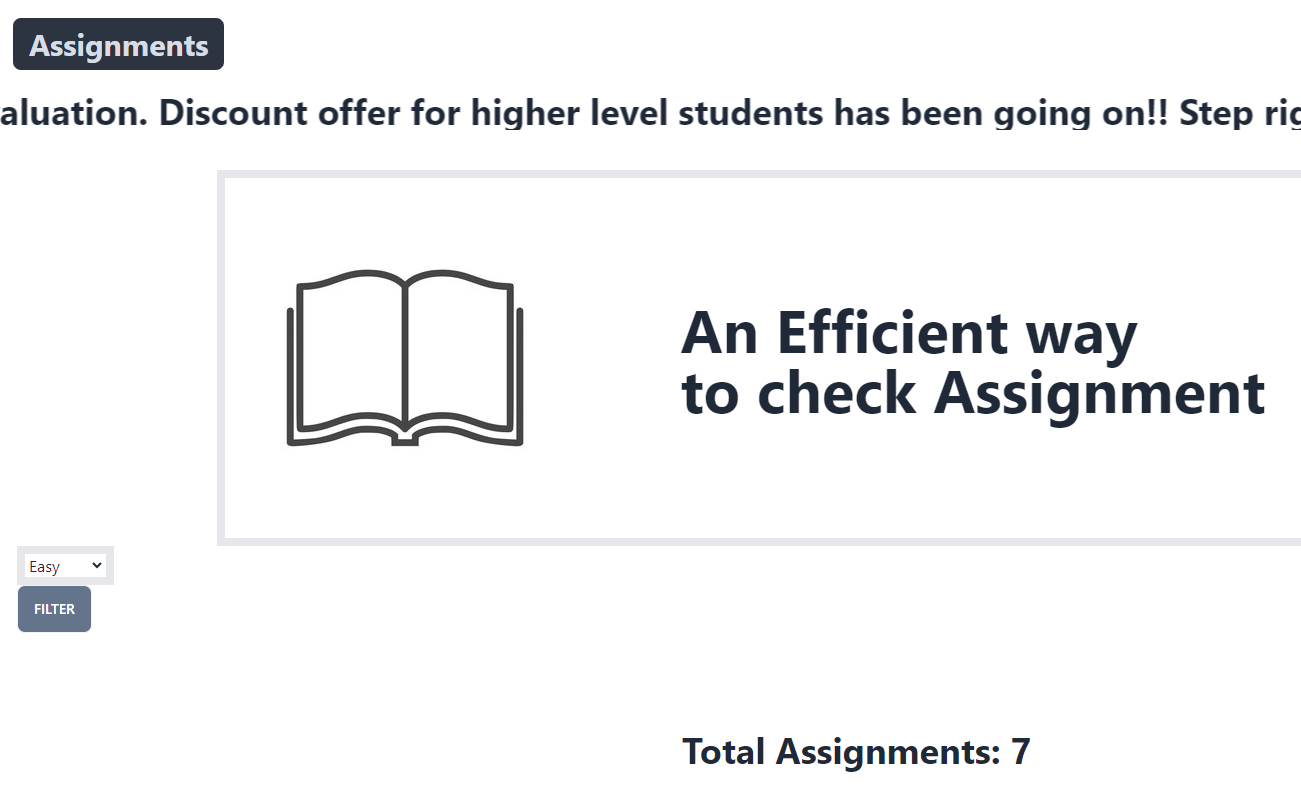 Assignments
aluation. Discount offer for higher level students has been going on!! Step
An Efficient way
to check Assignment
Easy
FILTER
Total Assignments: 7